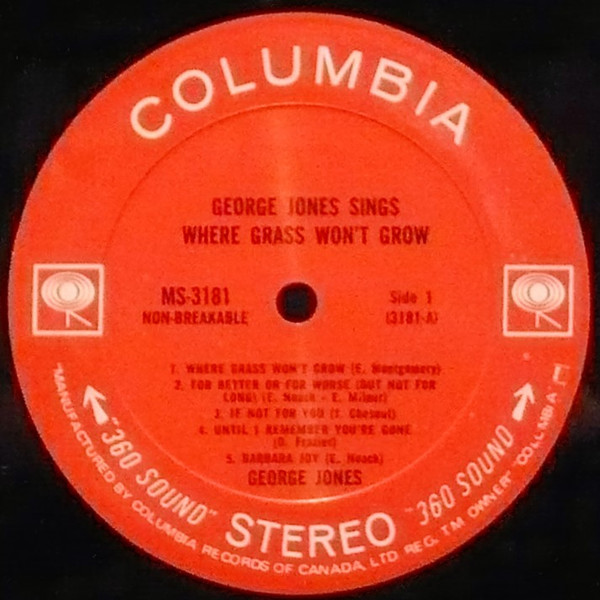 COLUMBIA
GEORGE JONES SINGS
WHERE GRASS WON'T GROW
MS-3181
NON-BREAKABLE
Side 1
(3181-A)
1. WHERE GRASS WON'T GROW (E. Montgomery)
2. FOR BETTER OR FOR WORSE (BUT NOT FOR
LONG) (E. Noack - E. Milner)
3. IF NOT FOR YOU (J. Chesnut)
4. UNTIL I REMEMBER YOU'RE GONE
(D. Frazier)
5. BARBARA JOY (E. Noack)
GEORGE JONES
"360 SOUND" STEREO "360 SOUND"
"MANUFACTURED BY COLUMBIA RECORDS OF CANADA, LTD REG. T.M. OWNER" "COLUMBIA"